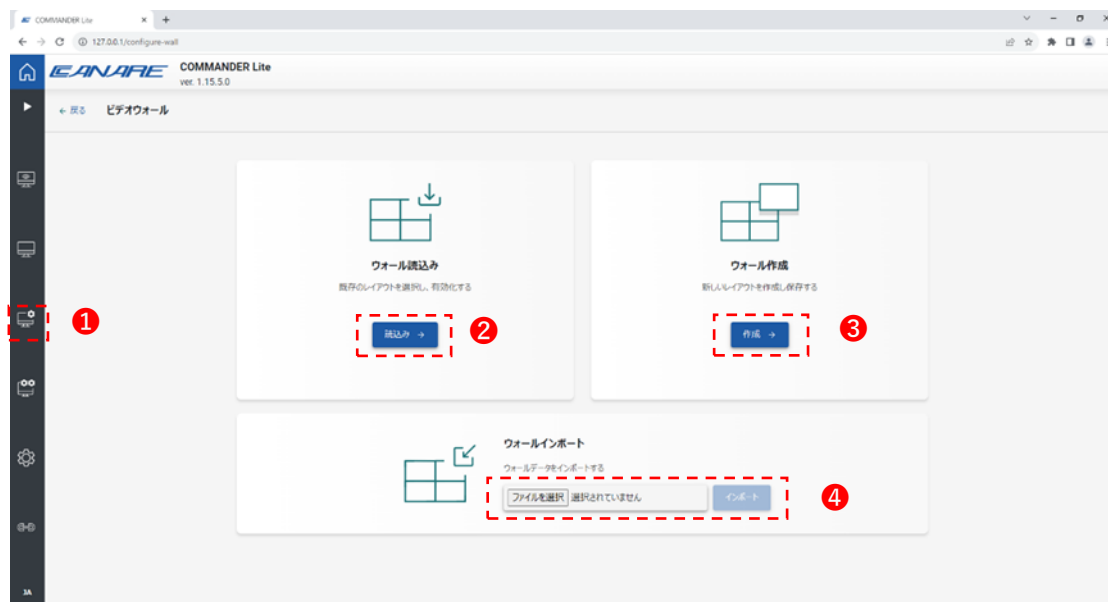 COMMANDER Lite
127.0.0.1/configure-wall
CANARE COMMANDER Lite
ver. 1.15.5.0
← 戻る ビデオウォール
ウォール読込み
既存のレイアウトを選択し、有効化する
読込み →
❷
ウォール作成
新しいレイアウトを作成し保存する
作成 →
❸
❶
ウォールインポート
ウォールデータをインポートする
ファイルを選択 選択されていません
インポート
❹
JA